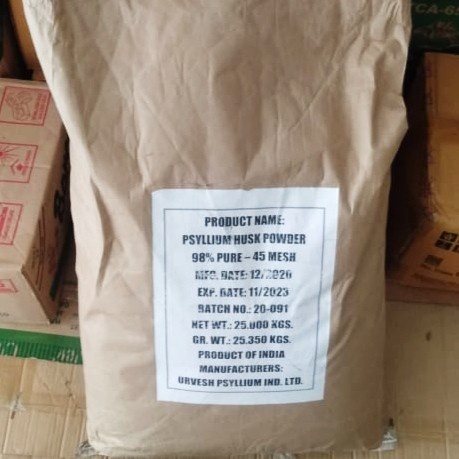 TCA-65
PRODUCT NAME:
PSYLLIUM HUSK POWDER
98% PURE – 45 MESH
MFG. DATE: 12/2020
EXP. DATE: 11/2023
BATCH NO.: 20-091
NET WT.: 25.000 KGS.
GR. WT.: 25.350 KGS.
PRODUCT OF INDIA
MANUFACTURERS:
URVESH PSYLLIUM IND. LTD.